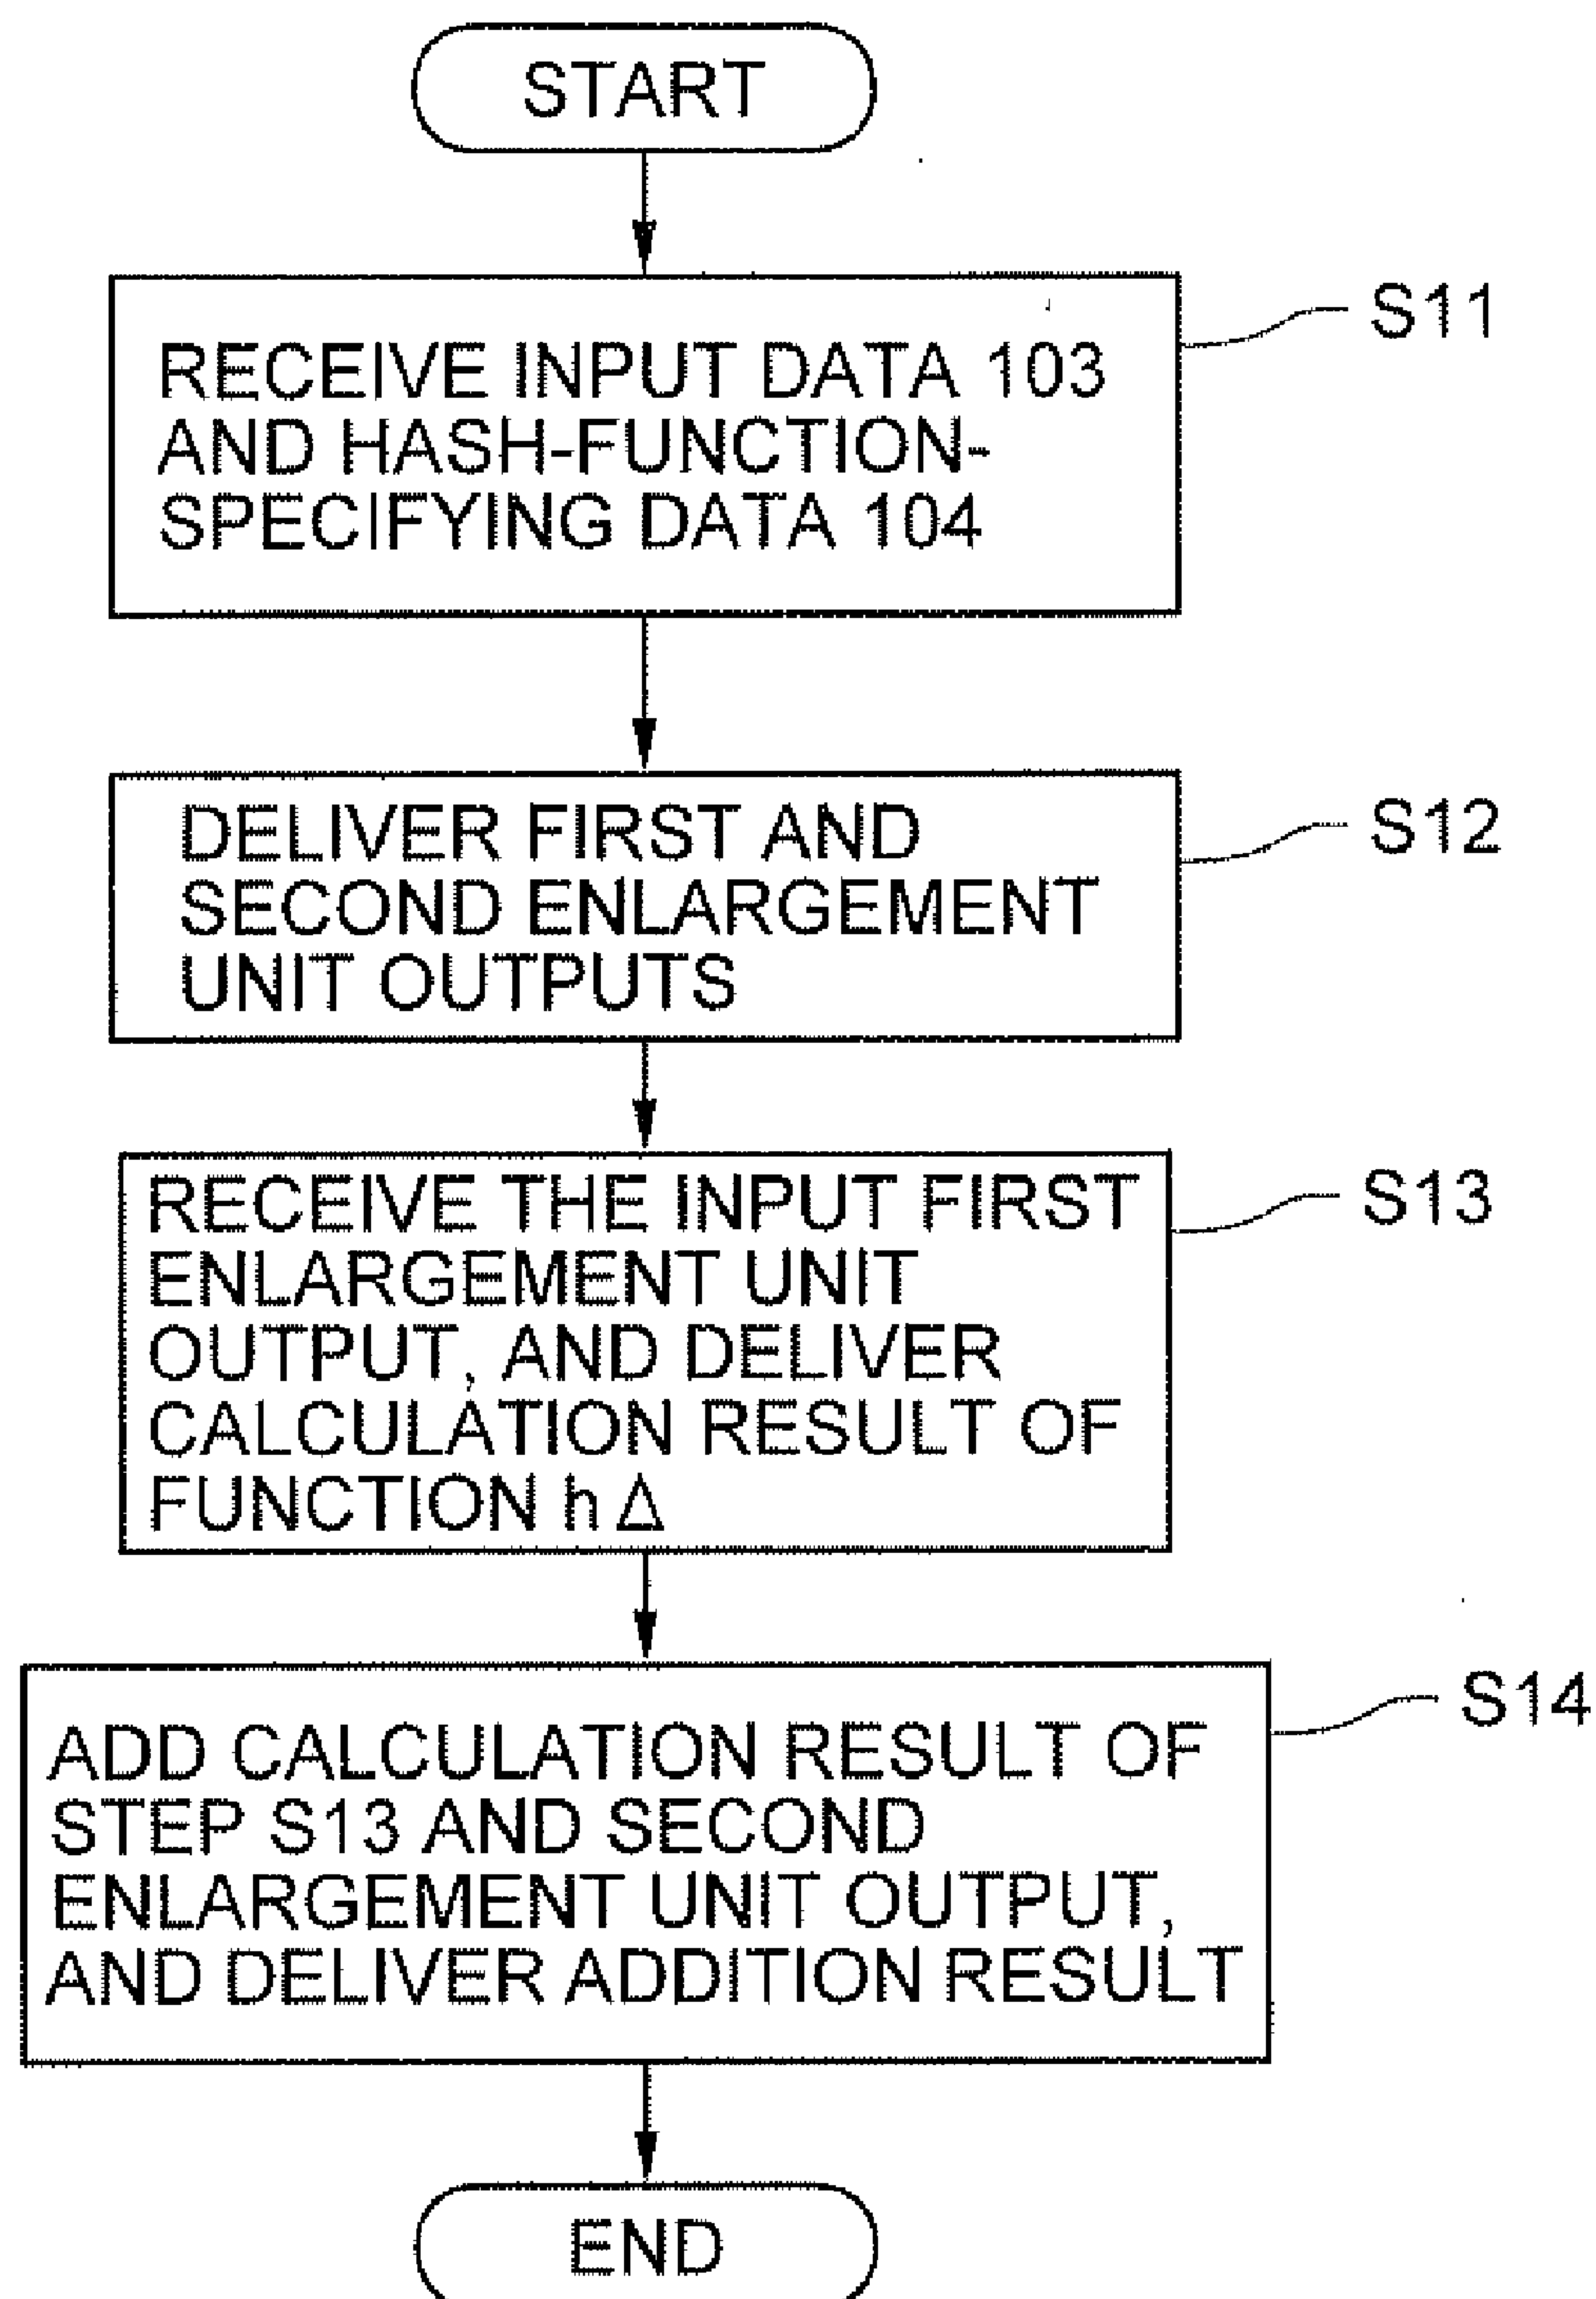 START
S11
RECEIVE INPUT DATA 103
AND HASH-FUNCTION-
SPECIFYING DATA 104
S12
DELIVER FIRST AND
SECOND ENLARGEMENT
UNIT OUTPUTS
S13
RECEIVE THE INPUT FIRST
ENLARGEMENT UNIT
OUTPUT, AND DELIVER
CALCULATION RESULT OF
FUNCTION h Δ
S14
ADD CALCULATION RESULT OF
STEP S13 AND SECOND
ENLARGEMENT UNIT OUTPUT,
AND DELIVER ADDITION RESULT
END